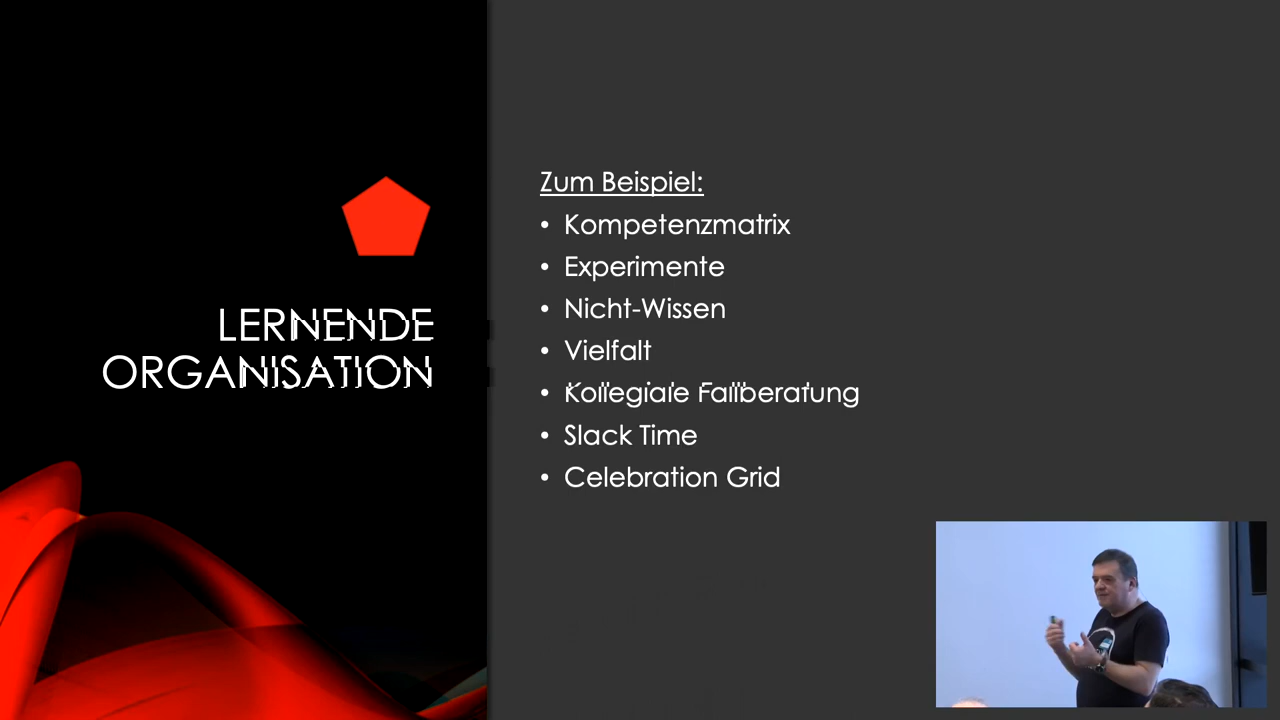 LERNENDE
ORGANISATION
Zum Beispiel:
• Kompetenzmatrix
• Experimente
• Nicht-Wissen
• Vielfalt
• Kollegiale Fallberatung
• Slack Time
• Celebration Grid